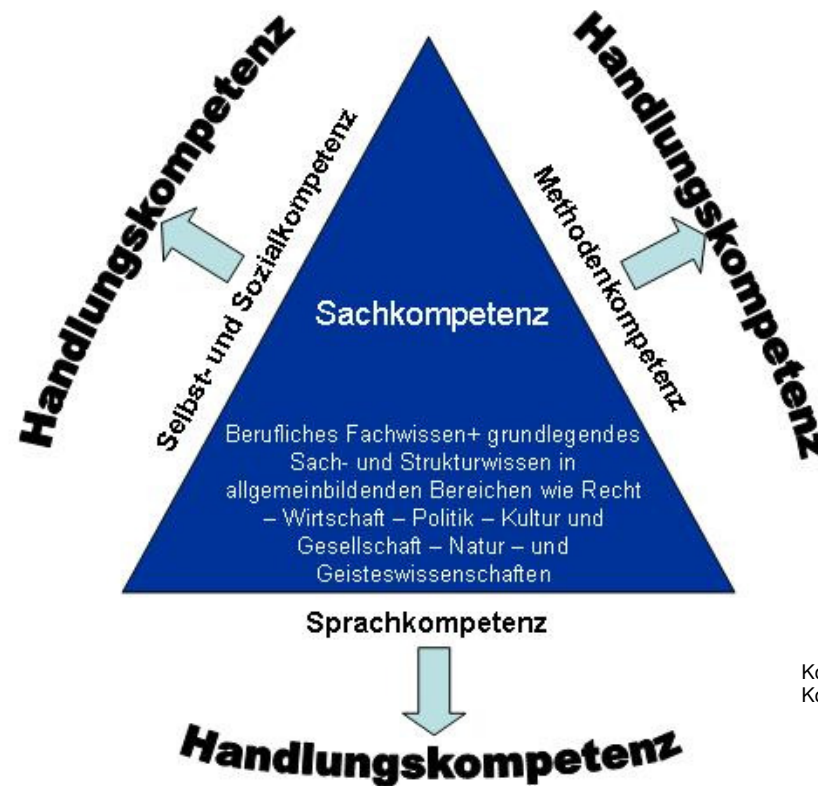 Handlungskompetenz
Handlungskompetenz
Selbst- und Sozialkompetenz
Methodenkompetenz
Sachkompetenz
Berufliches Fachwissen+ grundlegendes
Sach- und Strukturwissen in
allgemeinbildenden Bereichen wie Recht
– Wirtschaft – Politik – Kultur und
Gesellschaft – Natur – und
Geisteswissenschaften
Sprachkompetenz
Handlungskompetenz